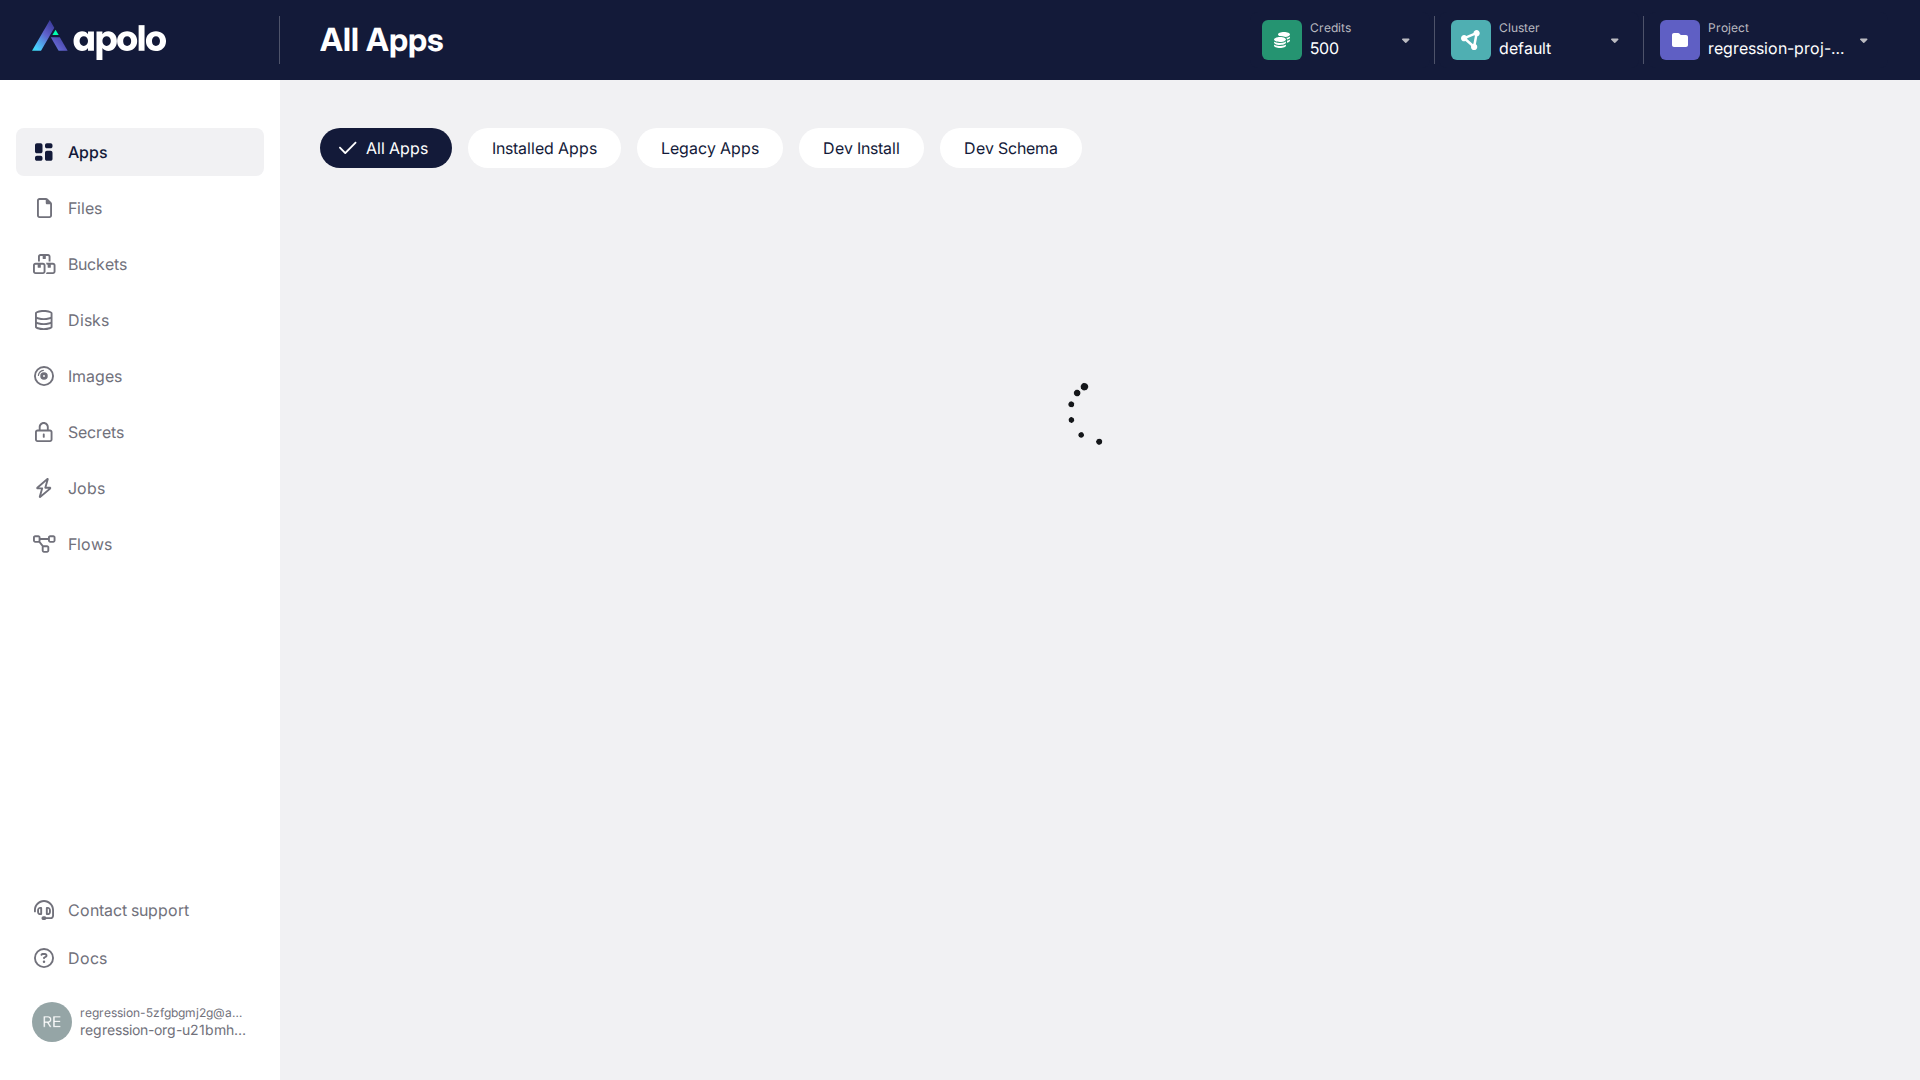 apolo
All Apps
Credits
500
Cluster
default
Project
regression-proj-...
Apps
Files
Buckets
Disks
Images
Secrets
Jobs
Flows
All Apps
Installed Apps
Legacy Apps
Dev Install
Dev Schema
Contact support
Docs
RE
regression-5zfgbgmj2g@a...
regression-org-u21bmh...